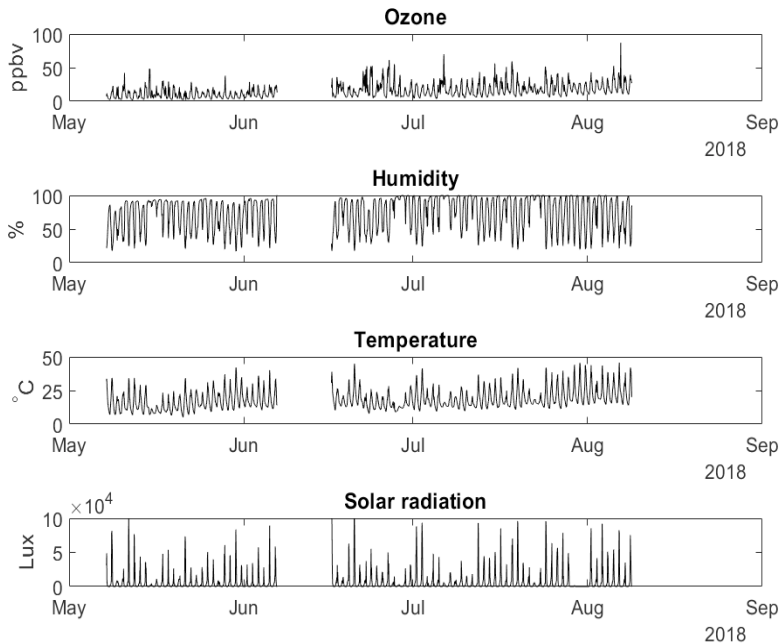 Ozone
ppbv
100
50
0
May Jun Jul Aug Sep
2018
Humidity
%
100
50
0
May Jun Jul Aug Sep
2018
Temperature
°C
50
25
0
May Jun Jul Aug Sep
2018
Solar radiation
×10⁴
Lux
10
5
0
May Jun Jul Aug Sep
2018